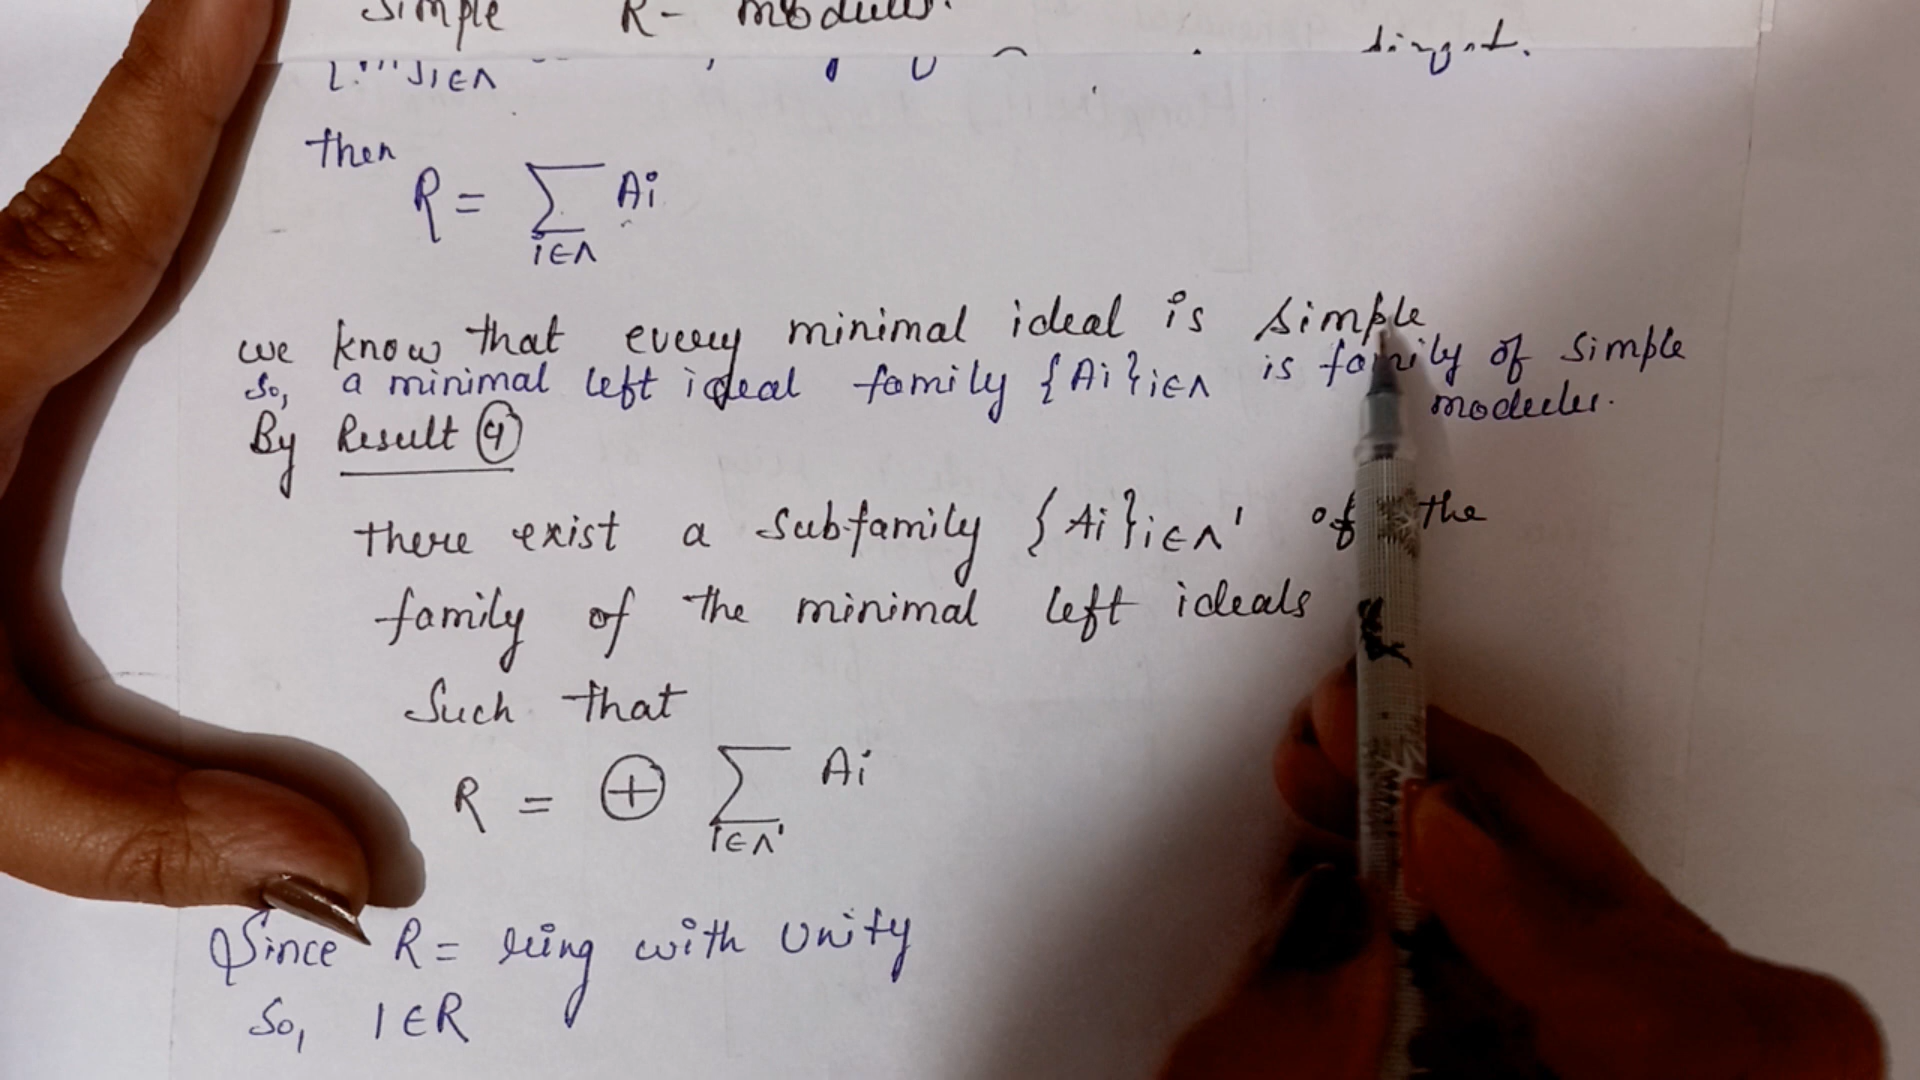 Simple R- modules.
i∈Λ
then
R = ∑ Ai
i∈Λ
we know that every minimal ideal is simple
so, a minimal left ideal family {Ai}i∈Λ is family of simple
modules.
By Result ④
there exist a subfamily {Ai}i∈Λ' of the
family of the minimal left ideals
Such that
R = ⊕ ∑ Ai
i∈Λ'
Since R = ring with unity
So, 1∈R